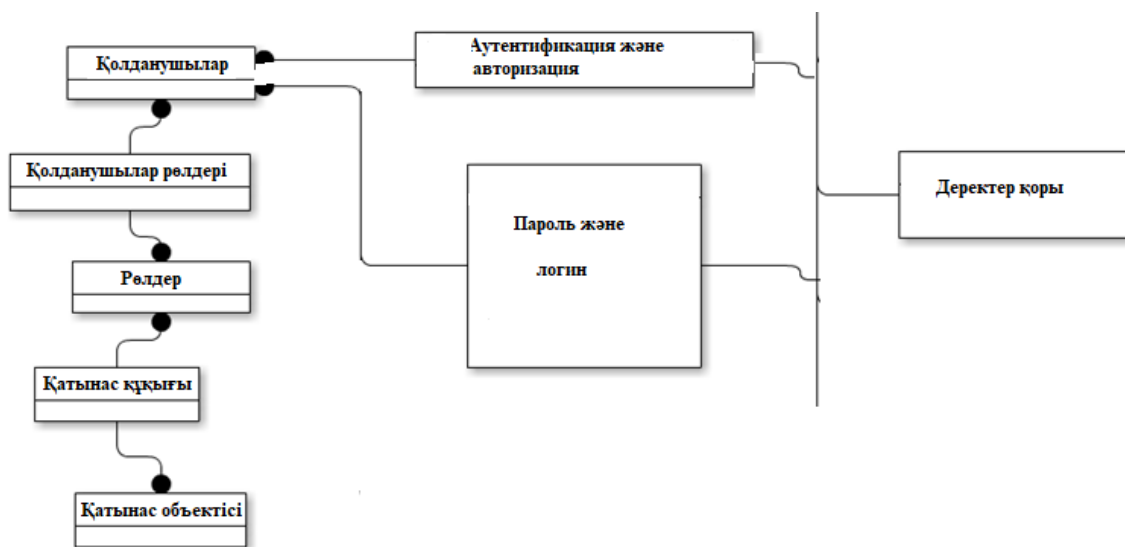 Қолданушылар
Аутентификация және
авторизация
Қолданушылар рөлдері
Деректер қоры
Пароль және
логин
Рөлдер
Қатынас құқығы
Қатынас объектісі